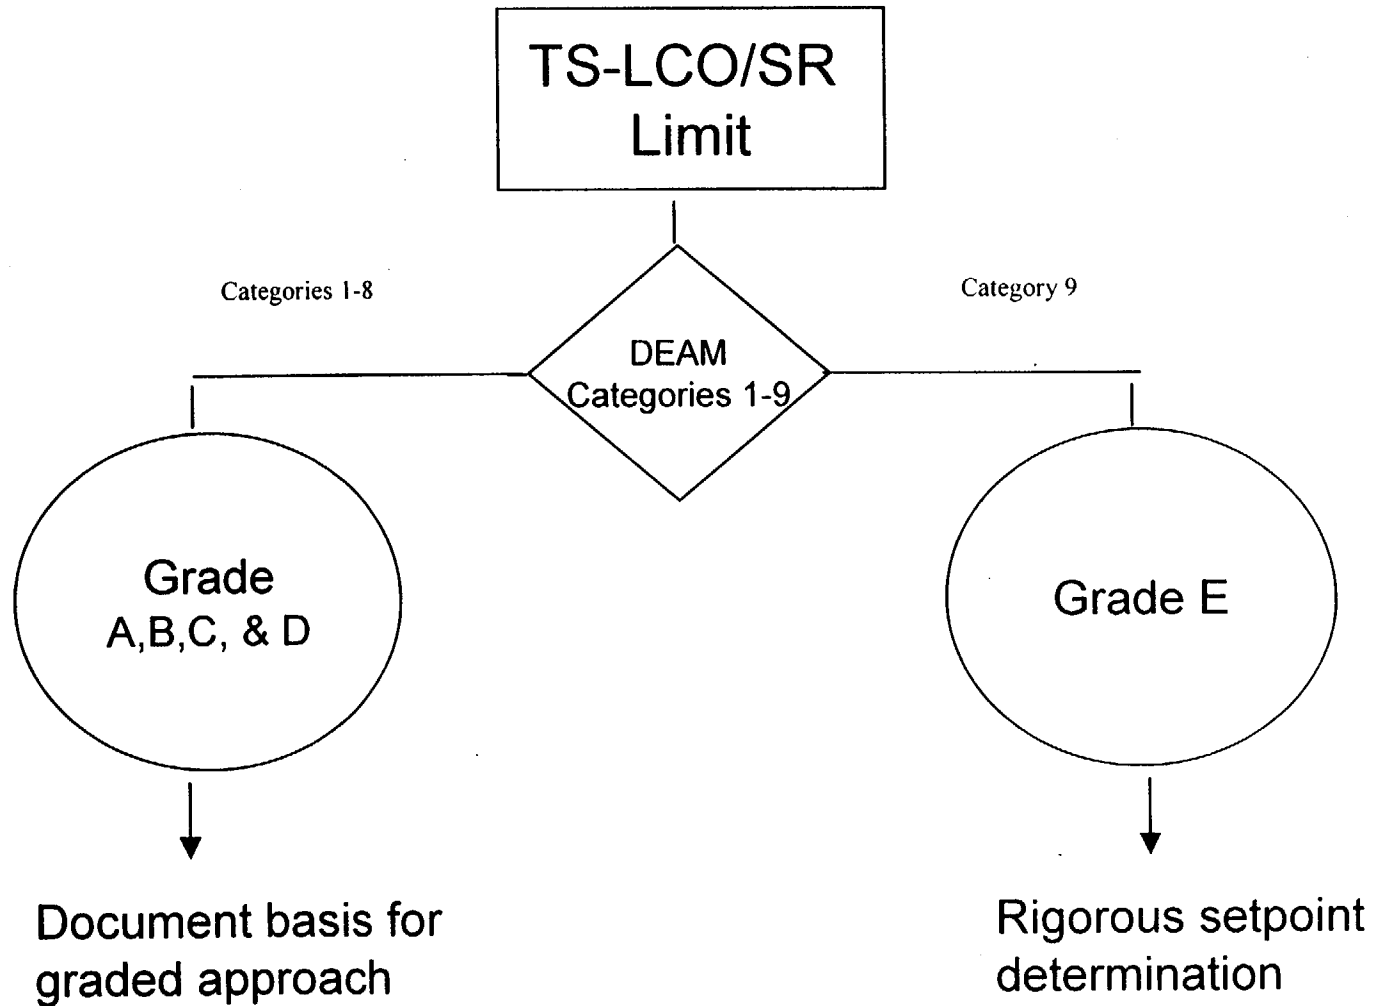 TS-LCO/SR
Limit
Categories 1-8
Category 9
DEAM
Categories 1-9
Grade
A,B,C, & D
Grade E
Document basis for
graded approach
Rigorous setpoint
determination